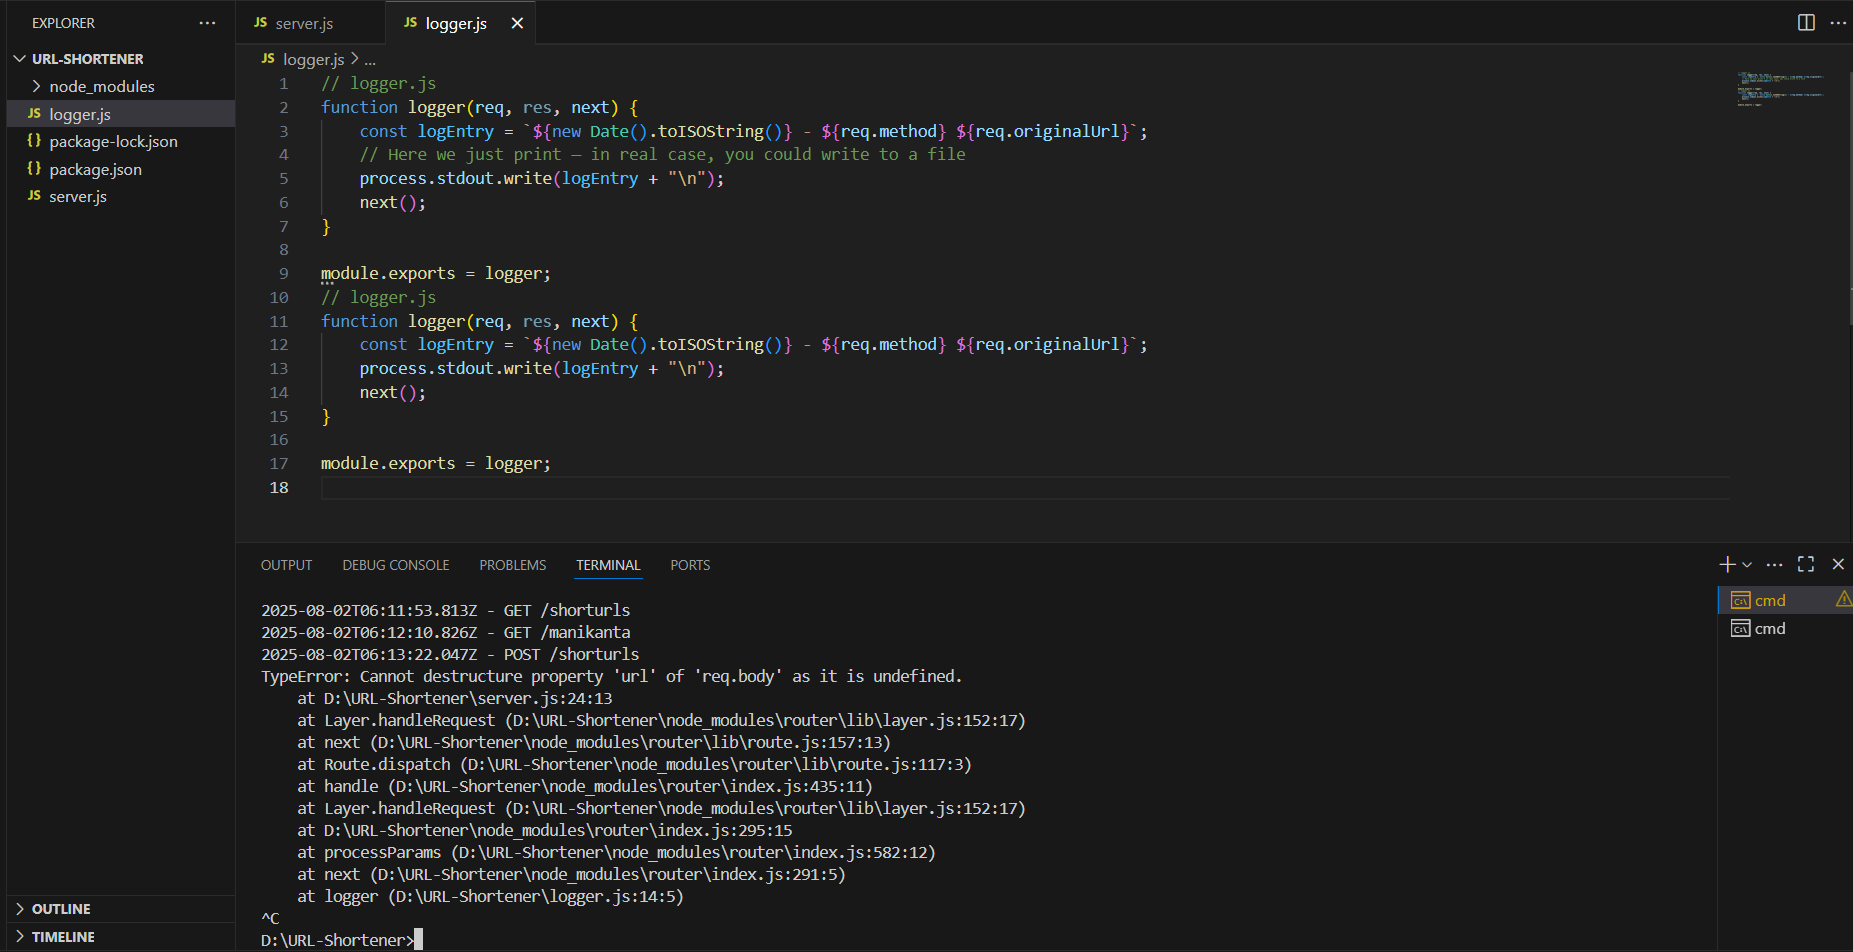 EXPLORER
URL-SHORTENER
node_modules
JS logger.js
{} package-lock.json
{} package.json
JS server.js
OUTLINE
TIMELINE
JS server.js
JS logger.js
JS logger.js > ...
1 // logger.js
2 function logger(req, res, next) {
3     const logEntry = `${new Date().toISOString()} - ${req.method} ${req.originalUrl}`;
4     // Here we just print — in real case, you could write to a file
5     process.stdout.write(logEntry + "\n");
6     next();
7 }
8
9 module.exports = logger;
10 // logger.js
11 function logger(req, res, next) {
12     const logEntry = `${new Date().toISOString()} - ${req.method} ${req.originalUrl}`;
13     process.stdout.write(logEntry + "\n");
14     next();
15 }
16
17 module.exports = logger;
18
OUTPUT DEBUG CONSOLE PROBLEMS TERMINAL PORTS
2025-08-02T06:11:53.813Z - GET /shorturls
2025-08-02T06:12:10.826Z - GET /manikanta
2025-08-02T06:13:22.047Z - POST /shorturls
TypeError: Cannot destructure property 'url' of 'req.body' as it is undefined.
    at D:\URL-Shortener\server.js:24:13
    at Layer.handleRequest (D:\URL-Shortener\node_modules\router\lib\layer.js:152:17)
    at next (D:\URL-Shortener\node_modules\router\lib\route.js:157:13)
    at Route.dispatch (D:\URL-Shortener\node_modules\router\lib\route.js:117:3)
    at handle (D:\URL-Shortener\node_modules\router\index.js:435:11)
    at Layer.handleRequest (D:\URL-Shortener\node_modules\router\lib\layer.js:152:17)
    at D:\URL-Shortener\node_modules\router\index.js:295:15
    at processParams (D:\URL-Shortener\node_modules\router\index.js:582:12)
    at next (D:\URL-Shortener\node_modules\router\index.js:291:5)
    at logger (D:\URL-Shortener\logger.js:14:5)
^C
D:\URL-Shortener>
cmd
cmd